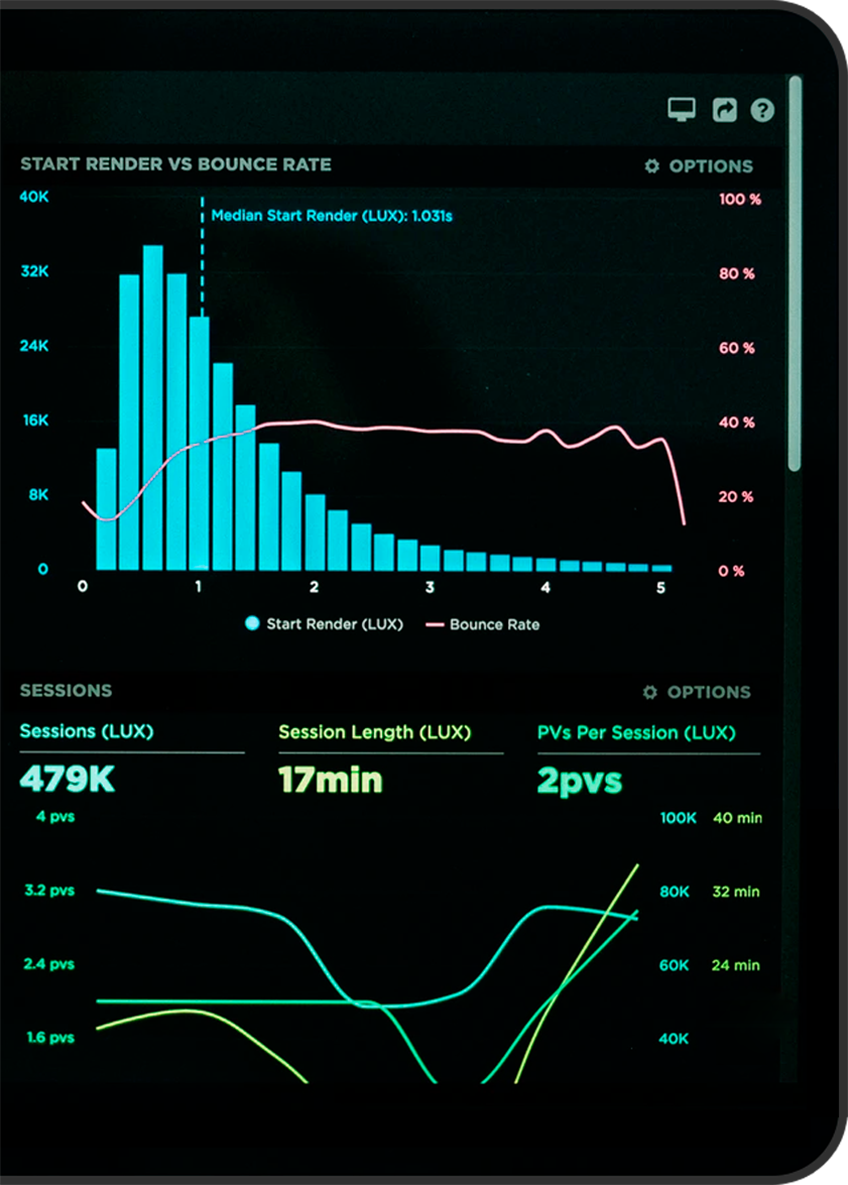 ?
START RENDER VS BOUNCE RATE
OPTIONS
40K
100 %
Median Start Render (LUX): 1.031s
32K
80 %
24K
60 %
16K
40 %
8K
20 %
0
0 %
0 1 2 3 4 5
Start Render (LUX) Bounce Rate
SESSIONS
OPTIONS
Sessions (LUX)
Session Length (LUX)
PVs Per Session (LUX)
479K
17min
2pvs
4 pvs
100K 40 min
3.2 pvs
80K 32 min
2.4 pvs
60K 24 min
1.6 pvs
40K